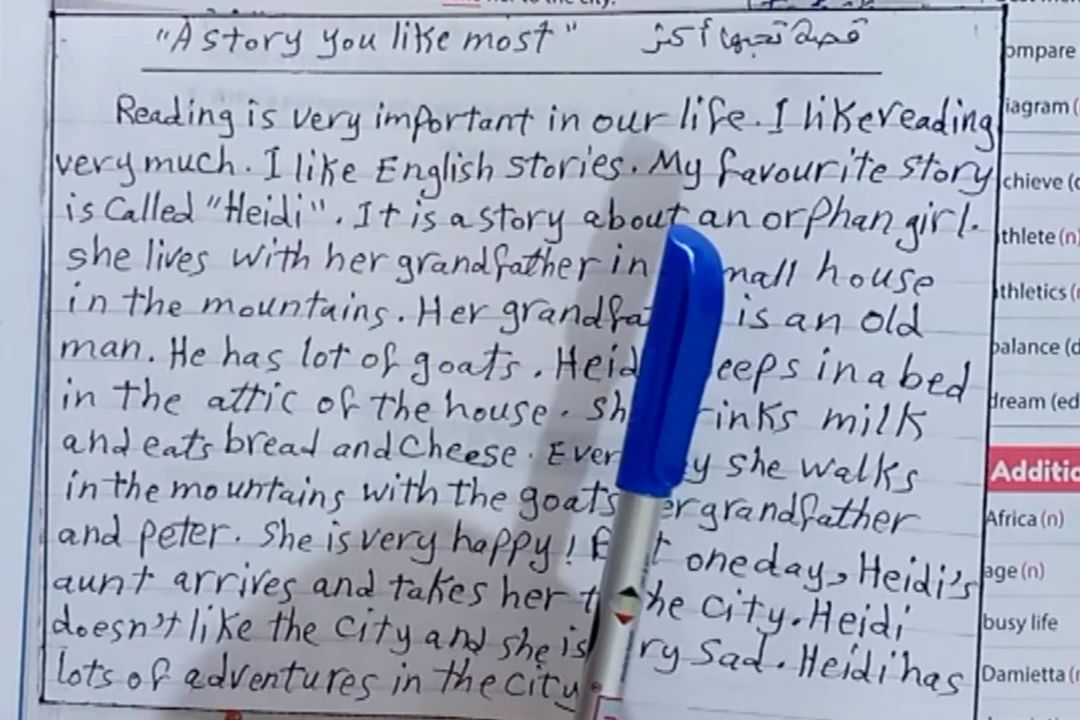 "A story you like most" قصة تحبها أكثر
Reading is very important in our life. I like reading
very much. I like English stories. My favourite story
is called "Heidi". It is a story about an orphan girl.
she lives with her grandfather in mall house
in the mountains. Her grandfa is an old
man. He has lot of goats. Heid eeps in a bed
in the attic of the house. sh rinks milk
and eats bread and cheese. Ever y she walks
in the mountains with the goats er grandfather
and peter. She is very happy! B t one day, Heidi's
aunt arrives and takes her t he city. Heidi
doesn't like the city and she is ry sad. Heidi has
lots of adventures in the city
ompare
iagram (
chieve (
thlete (n)
thletics (
balance (
dream (ed
Additio
Africa (n)
age (n)
busy life
Damietta (